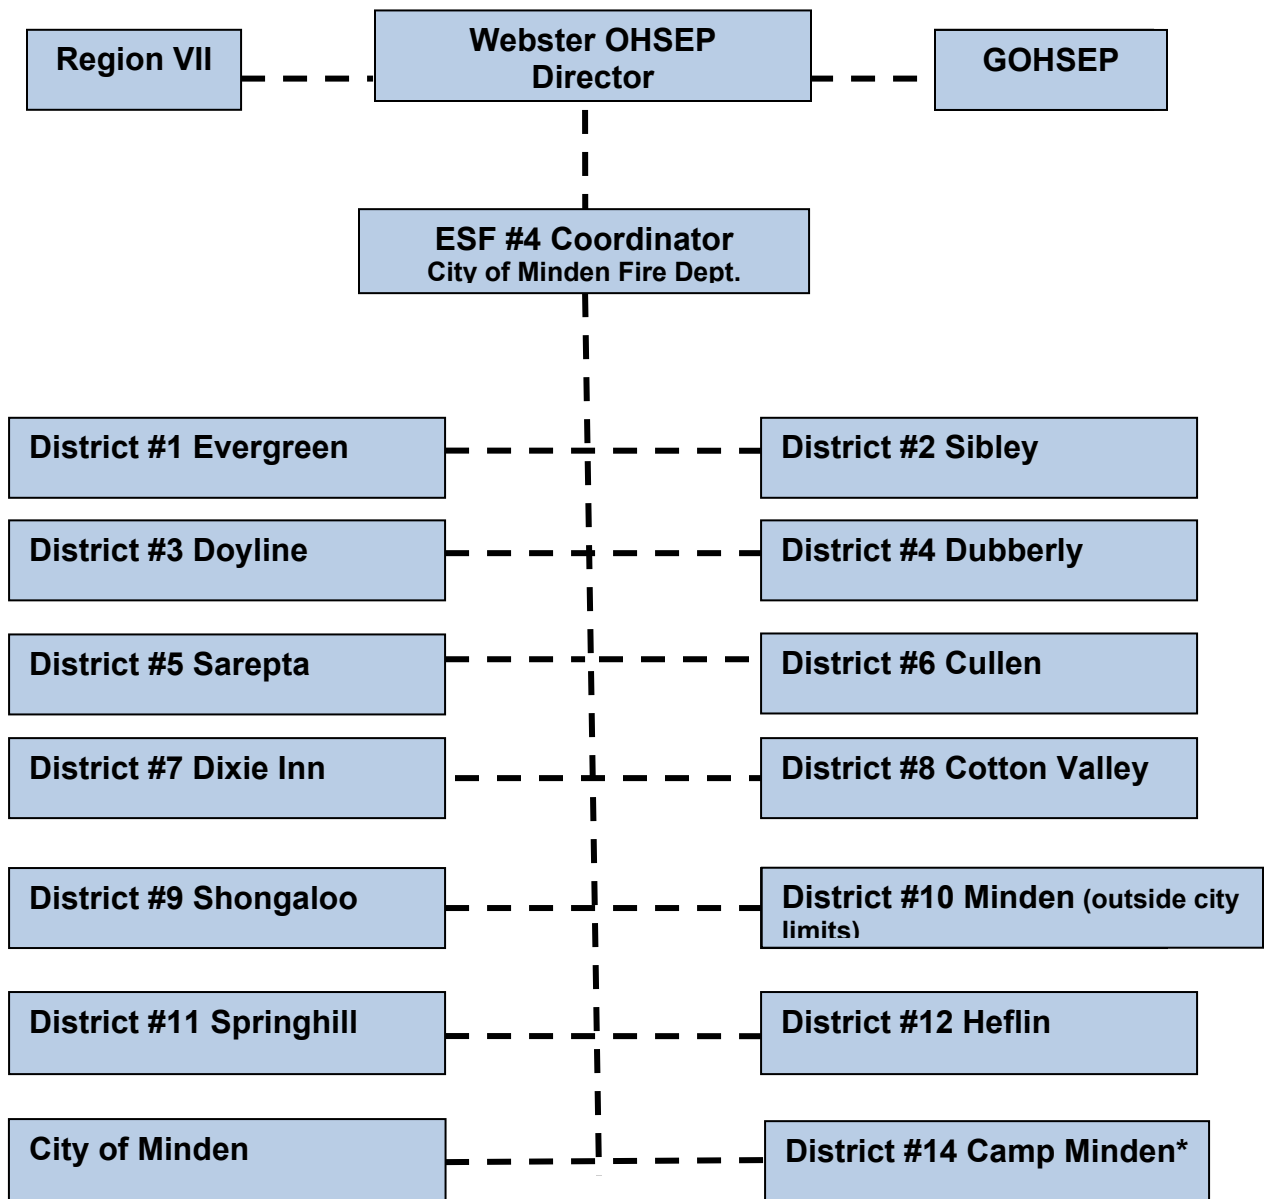 Region VII
Webster OHSEP
Director
GOHSEP
ESF #4 Coordinator
City of Minden Fire Dept.
District #1 Evergreen
District #2 Sibley
District #3 Doyline
District #4 Dubberly
District #5 Sarepta
District #6 Cullen
District #7 Dixie Inn
District #8 Cotton Valley
District #9 Shongaloo
District #10 Minden (outside city
limits)
District #11 Springhill
District #12 Heflin
City of Minden
District #14 Camp Minden*